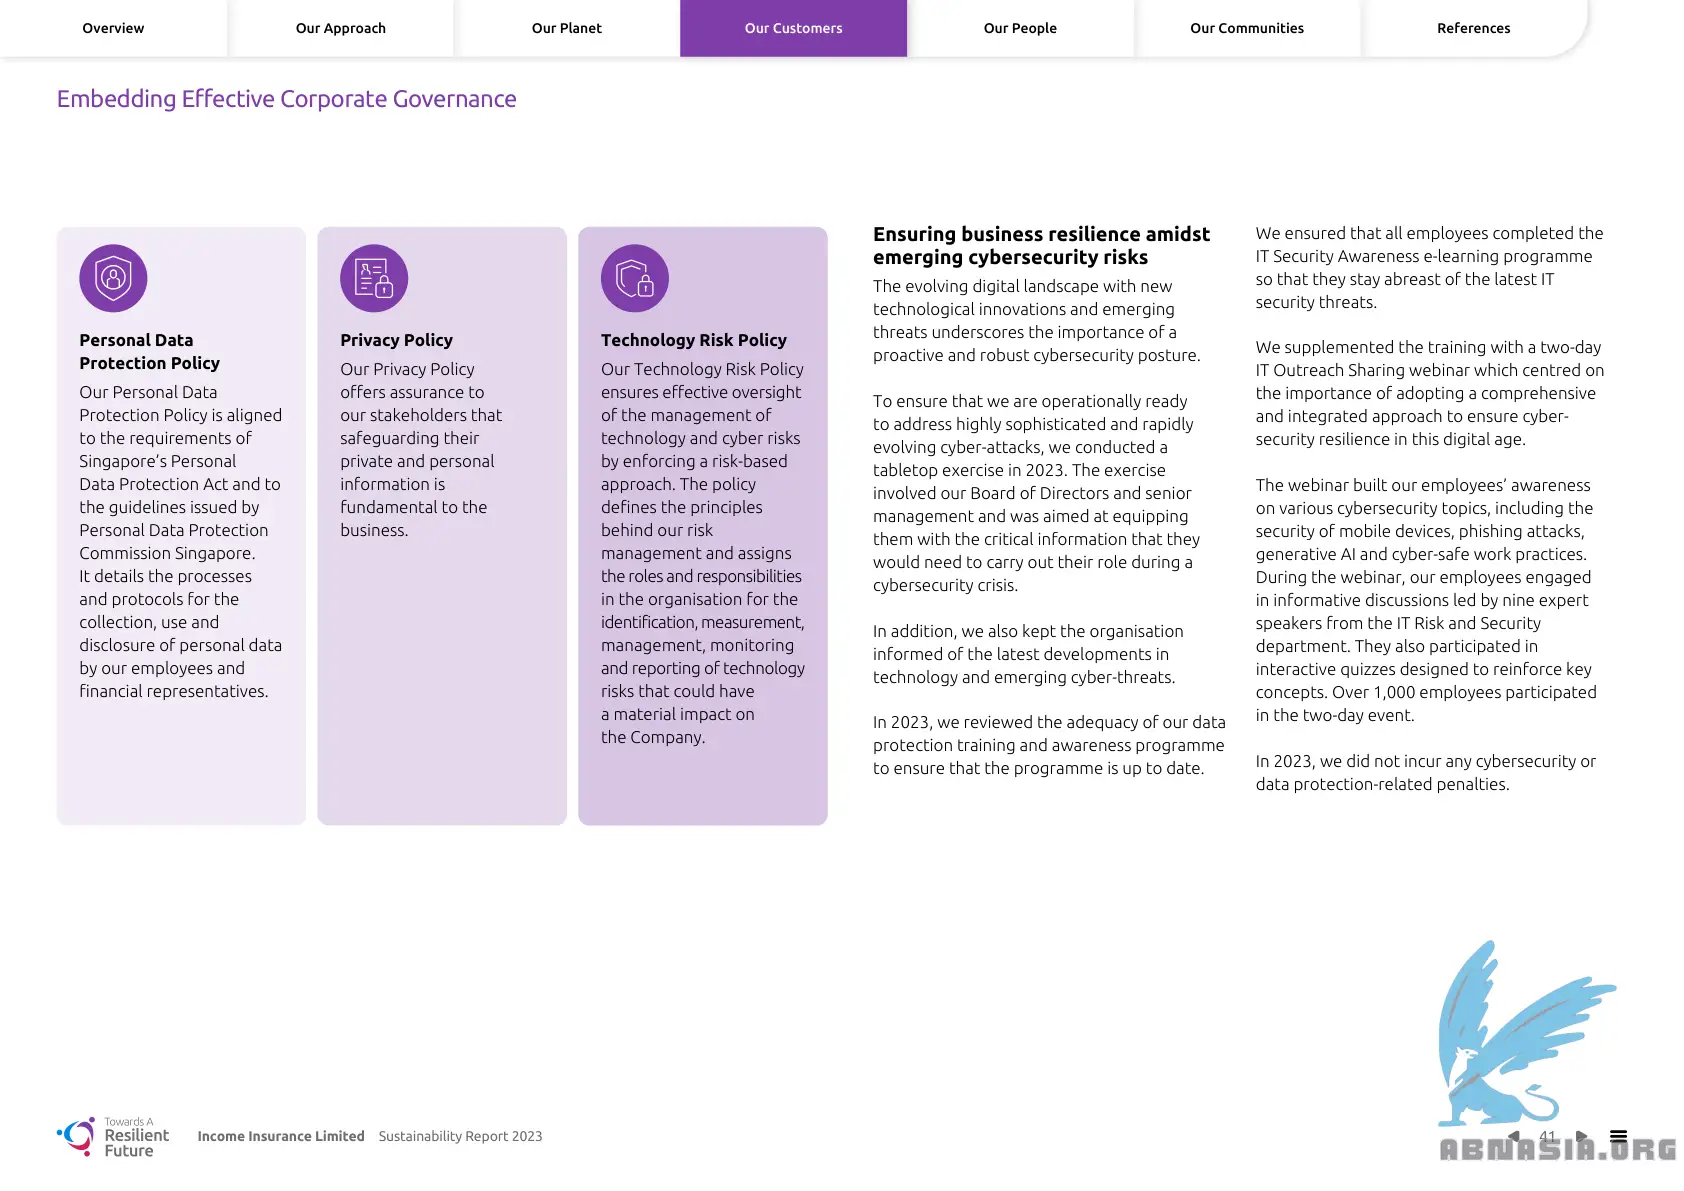 Overview
Our Approach
Our Planet
Our Customers
Our People
Our Communities
References
Embedding Effective Corporate Governance
Personal Data
Protection Policy
Our Personal Data
Protection Policy is aligned
to the requirements of
Singapore’s Personal
Data Protection Act and to
the guidelines issued by
Personal Data Protection
Commission Singapore.
It details the processes
and protocols for the
collection, use and
disclosure of personal data
by our employees and
financial representatives.
Privacy Policy
Our Privacy Policy
offers assurance to
our stakeholders that
safeguarding their
private and personal
information is
fundamental to the
business.
Technology Risk Policy
Our Technology Risk Policy
ensures effective oversight
of the management of
technology and cyber risks
by enforcing a risk-based
approach. The policy
defines the principles
behind our risk
management and assigns
the roles and responsibilities
in the organisation for the
identification, measurement,
management, monitoring
and reporting of technology
risks that could have
a material impact on
the Company.
Ensuring business resilience amidst
emerging cybersecurity risks
The evolving digital landscape with new
technological innovations and emerging
threats underscores the importance of a
proactive and robust cybersecurity posture.
To ensure that we are operationally ready
to address highly sophisticated and rapidly
evolving cyber-attacks, we conducted a
tabletop exercise in 2023. The exercise
involved our Board of Directors and senior
management and was aimed at equipping
them with the critical information that they
would need to carry out their role during a
cybersecurity crisis.
In addition, we also kept the organisation
informed of the latest developments in
technology and emerging cyber-threats.
In 2023, we reviewed the adequacy of our data
protection training and awareness programme
to ensure that the programme is up to date.
We ensured that all employees completed the
IT Security Awareness e-learning programme
so that they stay abreast of the latest IT
security threats.
We supplemented the training with a two-day
IT Outreach Sharing webinar which centred on
the importance of adopting a comprehensive
and integrated approach to ensure cyber-
security resilience in this digital age.
The webinar built our employees’ awareness
on various cybersecurity topics, including the
security of mobile devices, phishing attacks,
generative AI and cyber-safe work practices.
During the webinar, our employees engaged
in informative discussions led by nine expert
speakers from the IT Risk and Security
department. They also participated in
interactive quizzes designed to reinforce key
concepts. Over 1,000 employees participated
in the two-day event.
In 2023, we did not incur any cybersecurity or
data protection-related penalties.
Towards A
Resilient
Future
Income Insurance Limited Sustainability Report 2023
41
ABNASIA.ORG